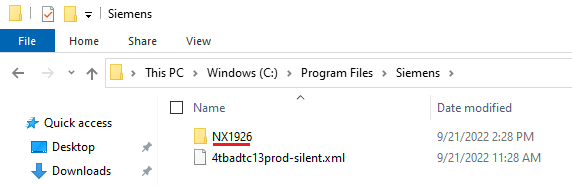 Siemens
File Home Share View
This PC Windows (C:) Program Files Siemens
Name Date modified
Quick access
NX1926 9/21/2022 2:28 PM
Desktop
4tbadtc13prod-silent.xml 9/21/2022 11:28 AM
Downloads